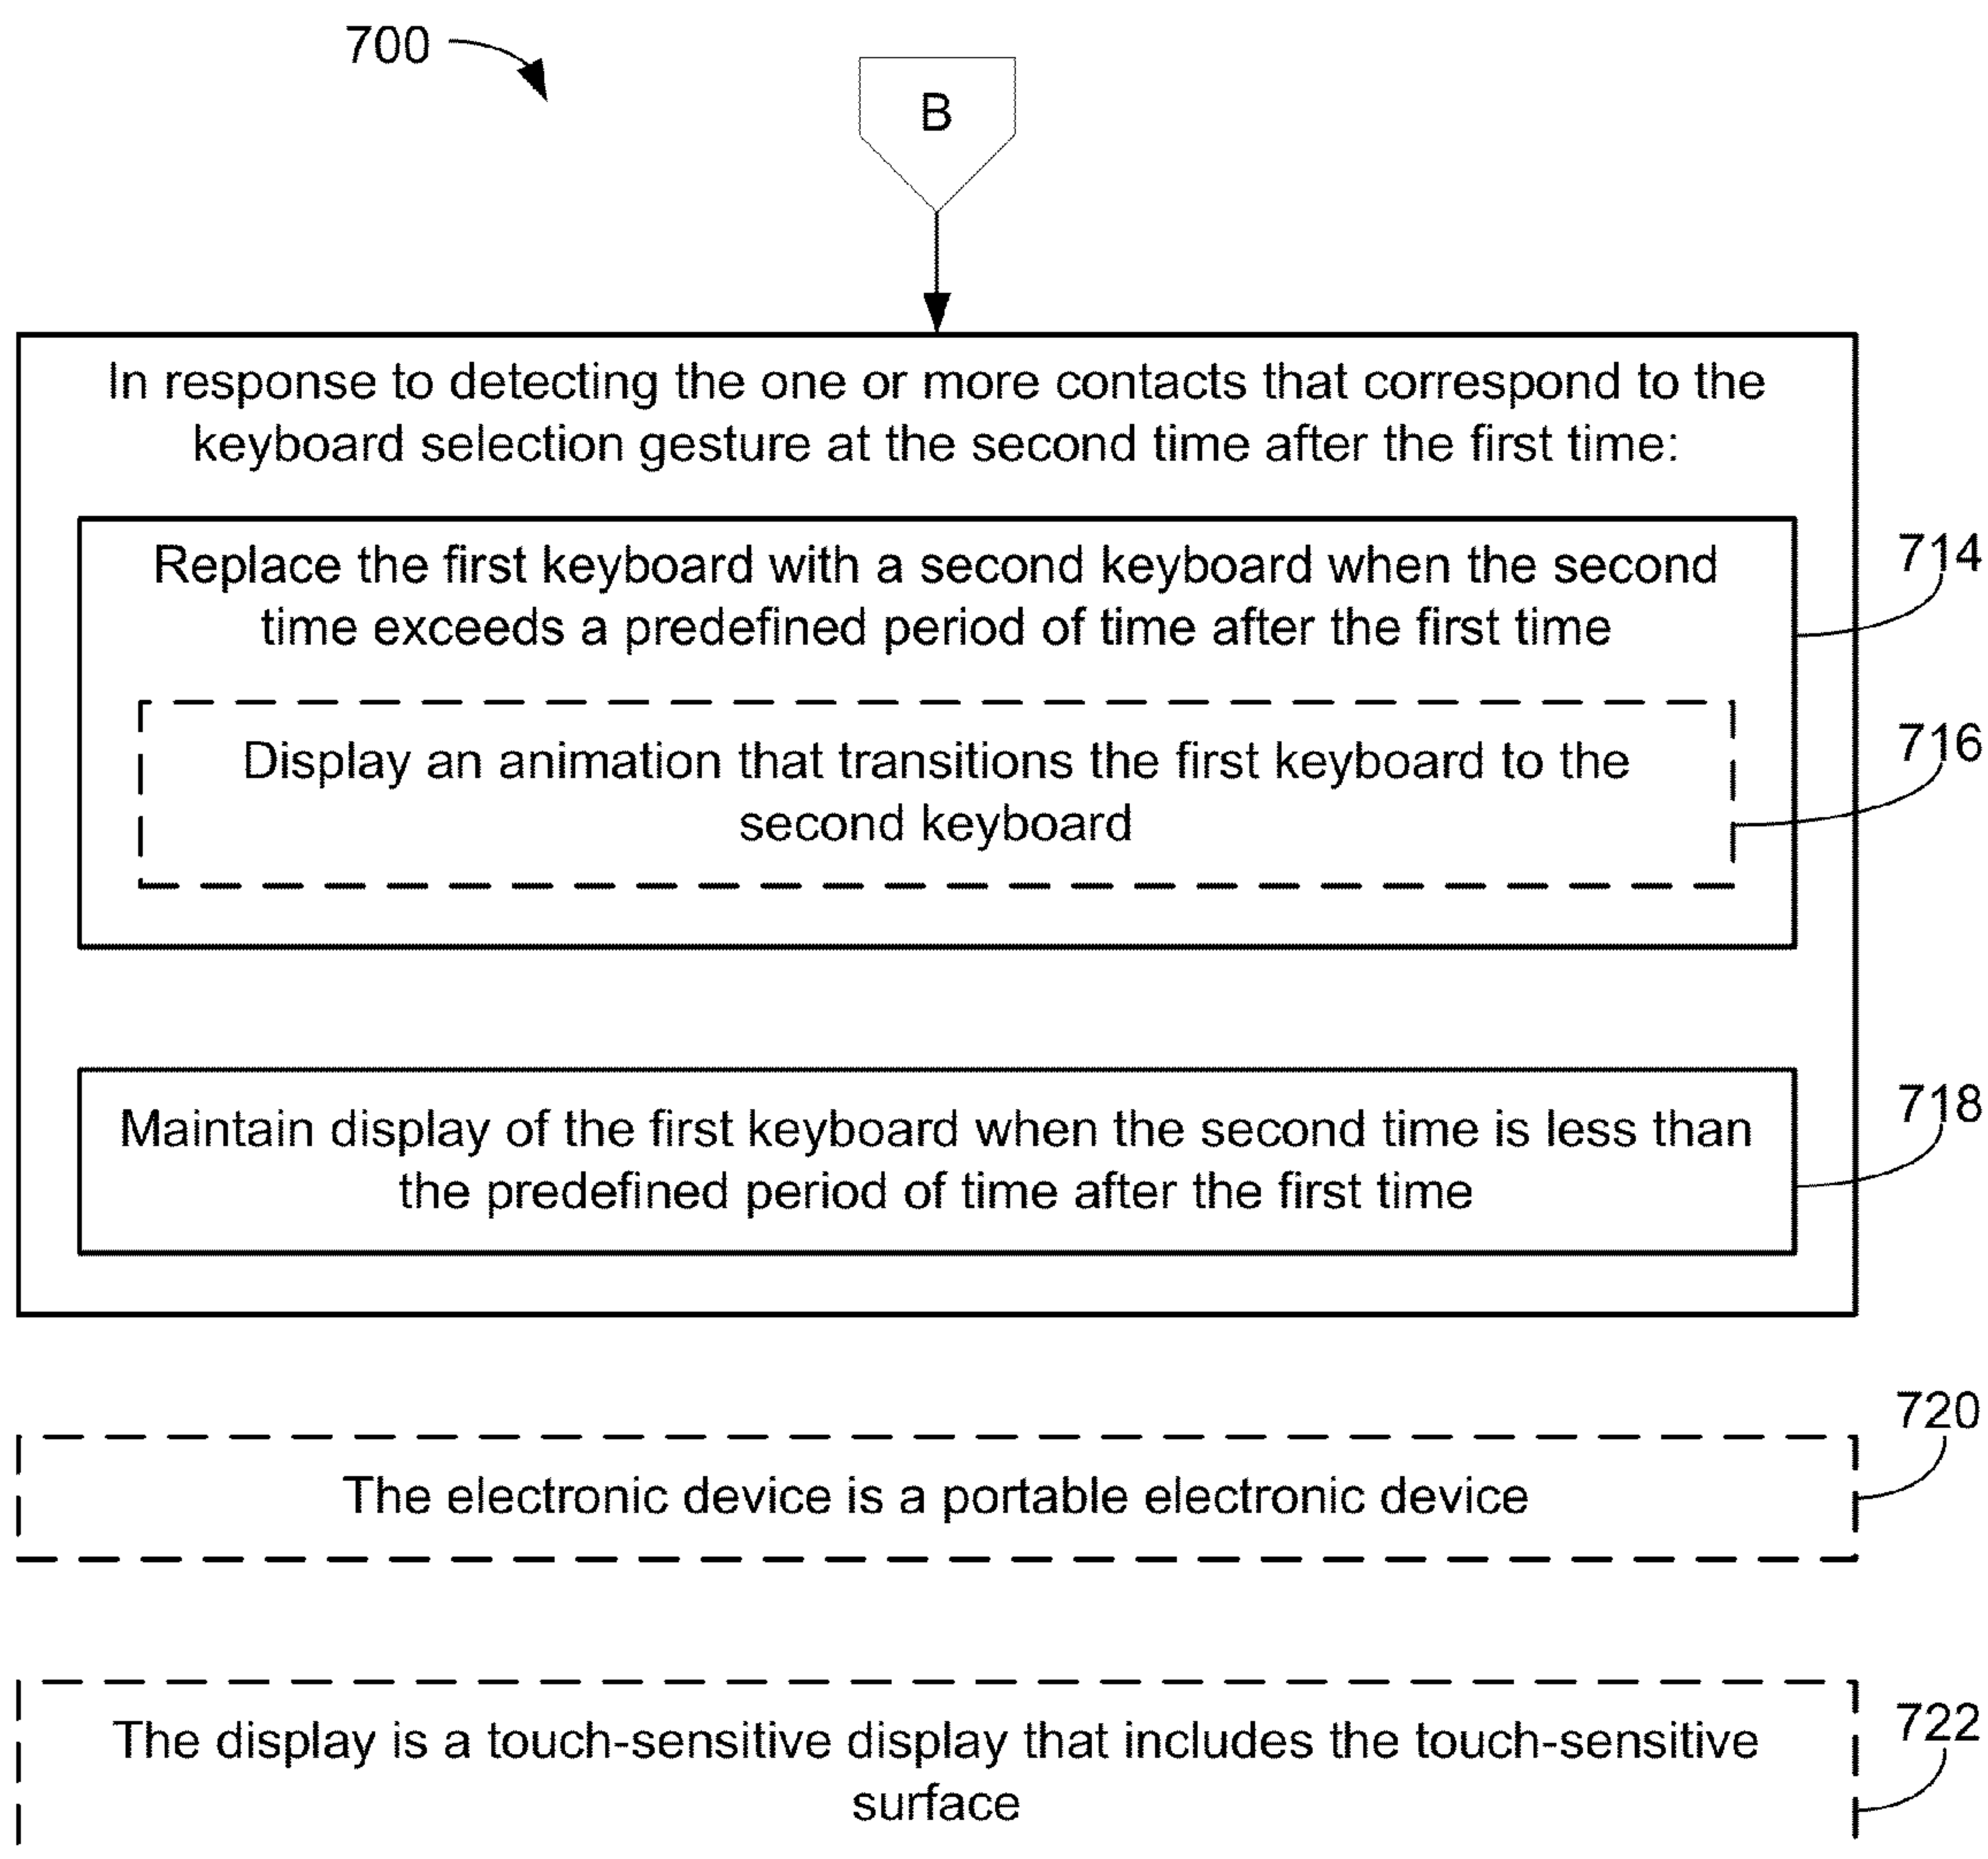 700
B
In response to detecting the one or more contacts that correspond to the
keyboard selection gesture at the second time after the first time:
Replace the first keyboard with a second keyboard when the second
time exceeds a predefined period of time after the first time
714
Display an animation that transitions the first keyboard to the
second keyboard
716
Maintain display of the first keyboard when the second time is less than
the predefined period of time after the first time
718
The electronic device is a portable electronic device
720
The display is a touch-sensitive display that includes the touch-sensitive
surface
722